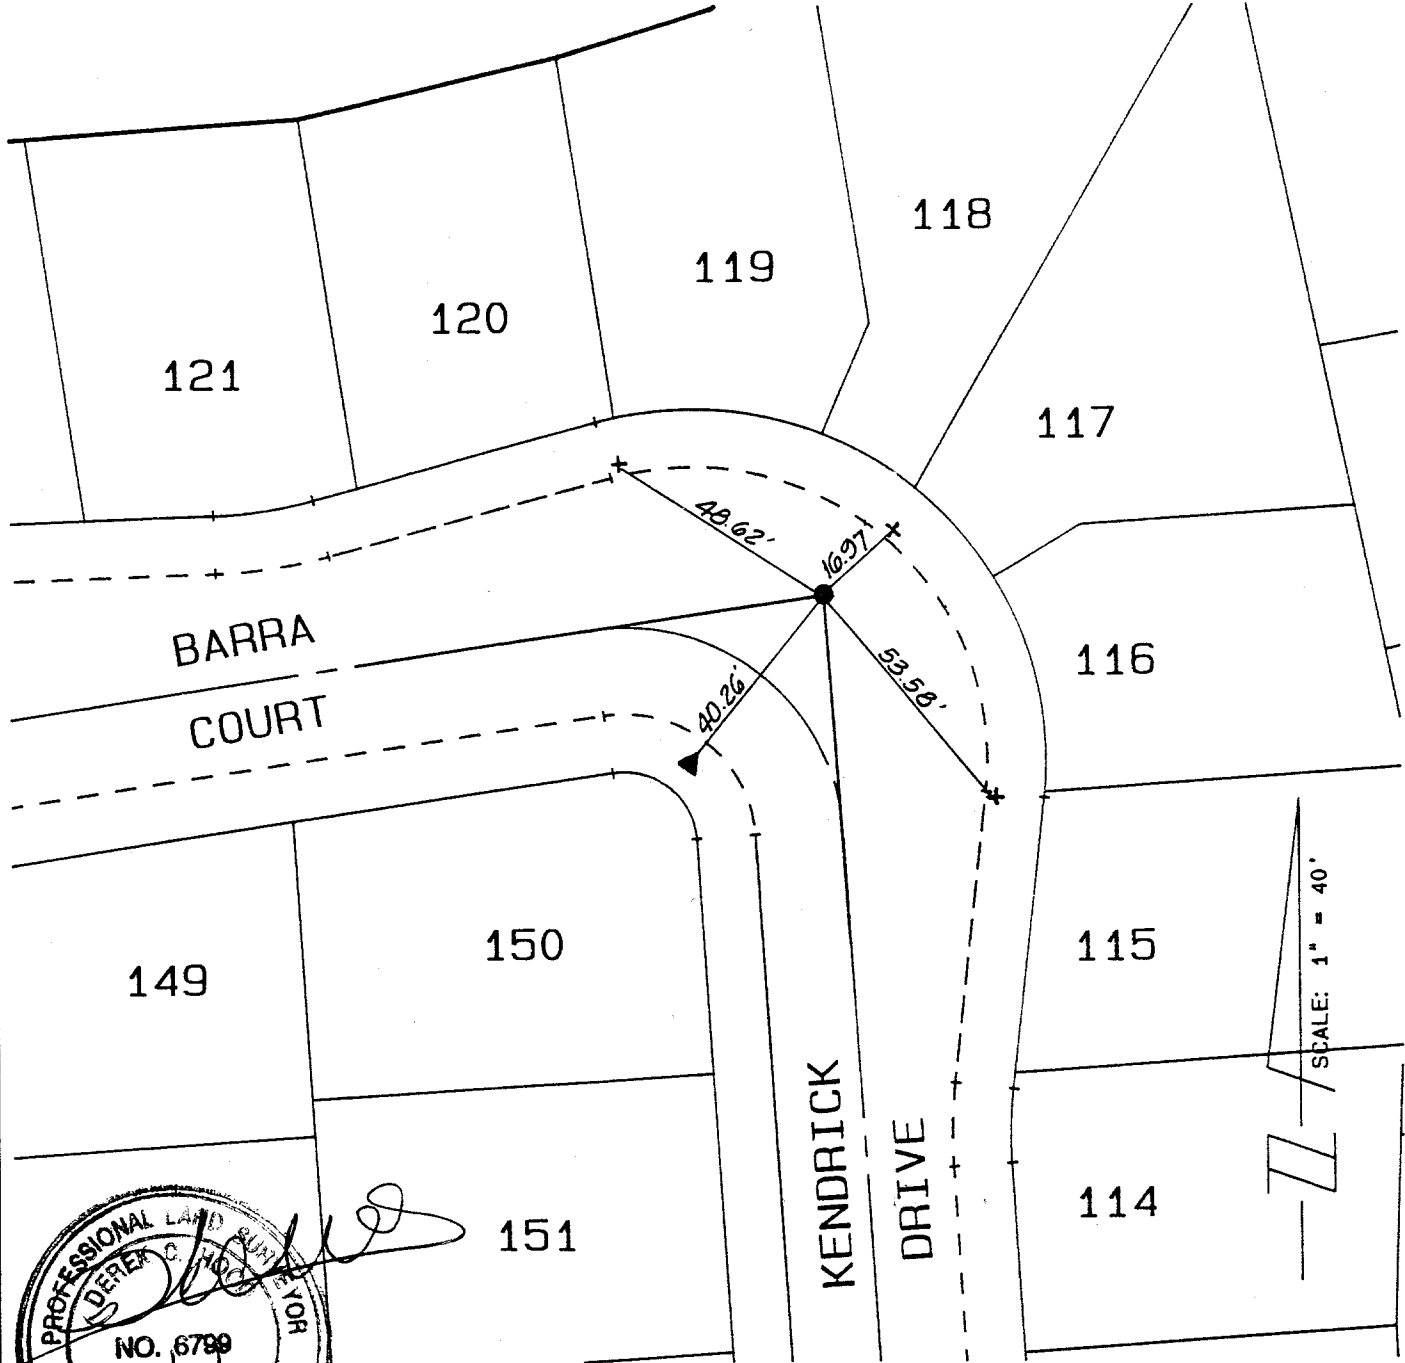 118
119
120
121
117
48.62'
16.97'
BARRA
COURT
53.58'
40.26'
116
SCALE: 1" = 40'
150
115
149
KENDRICK
DRIVE
114
151
PROFESSIONAL LAND SURVEYOR
DEREK C.
NO. 6799